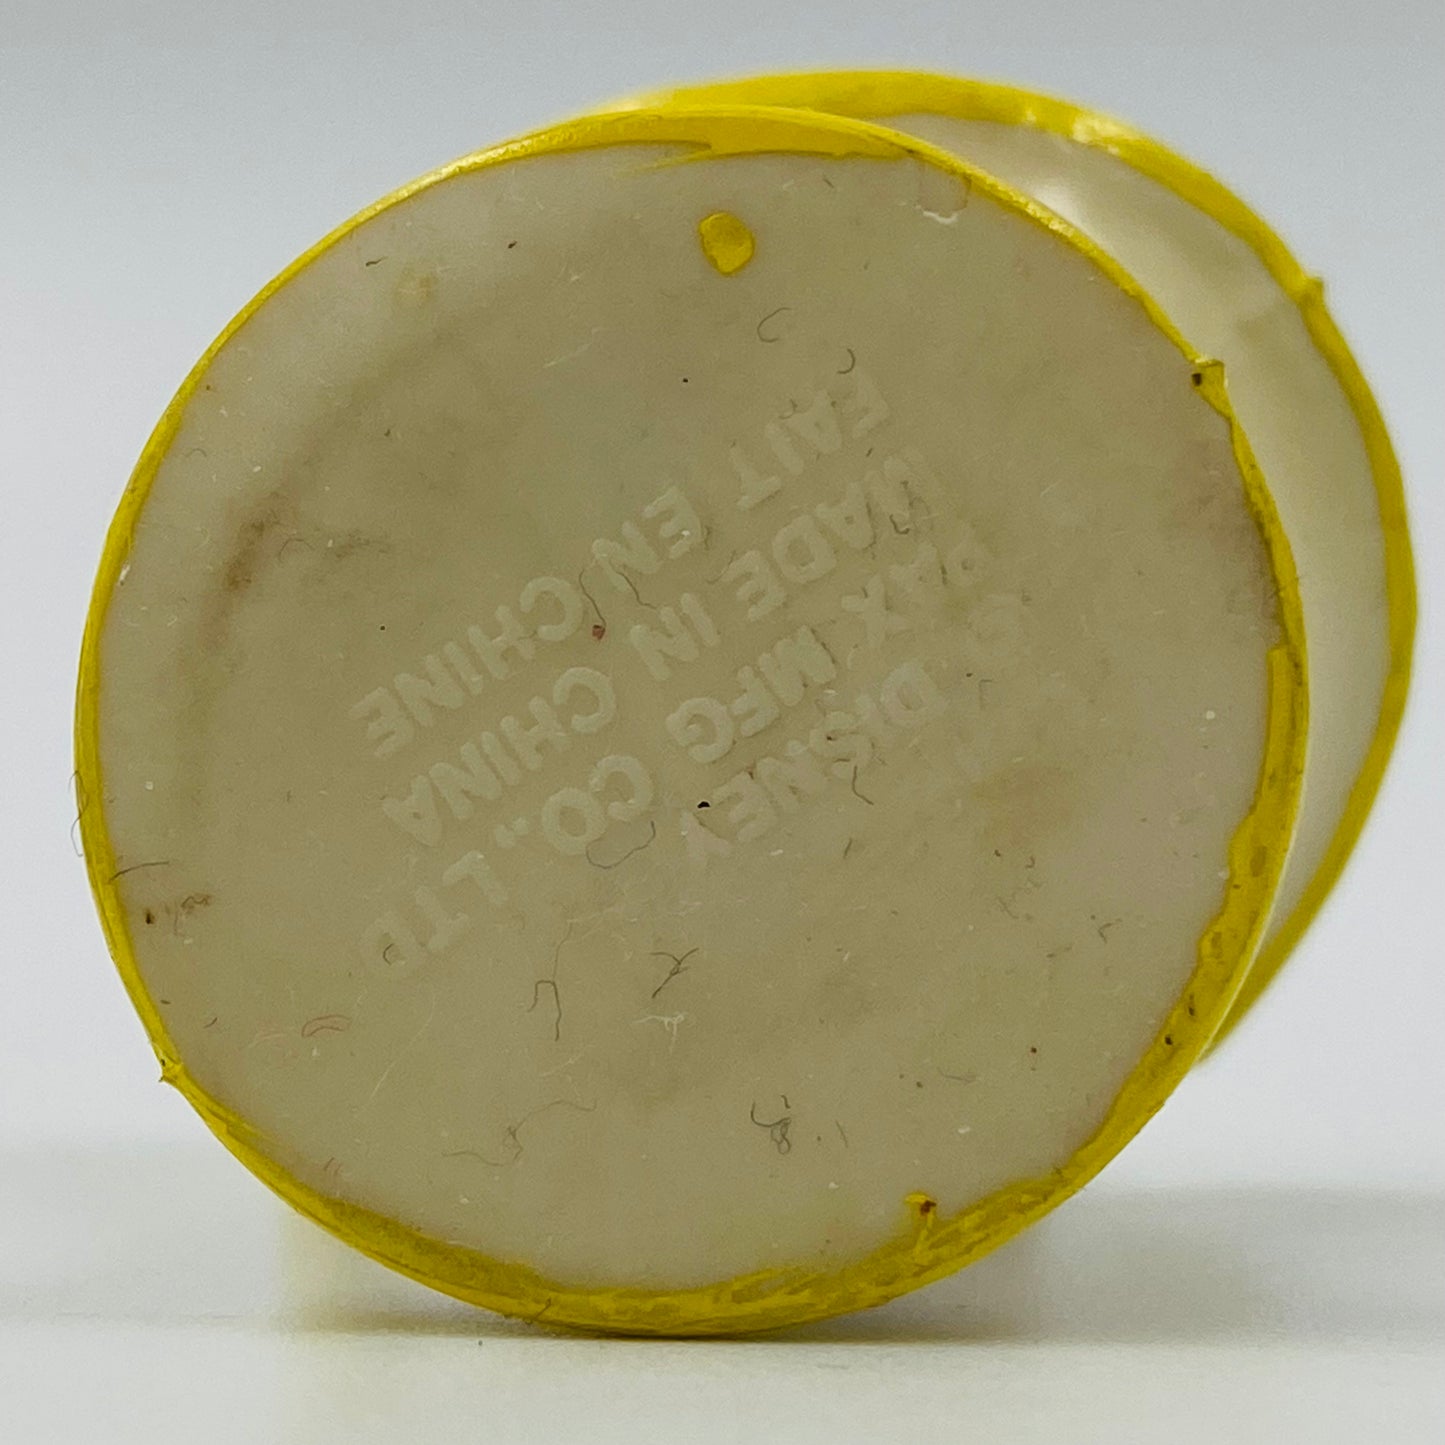 © DISNEY
PAX MFG CO., LTD
MADE IN CHINA
FAIT EN CHINE